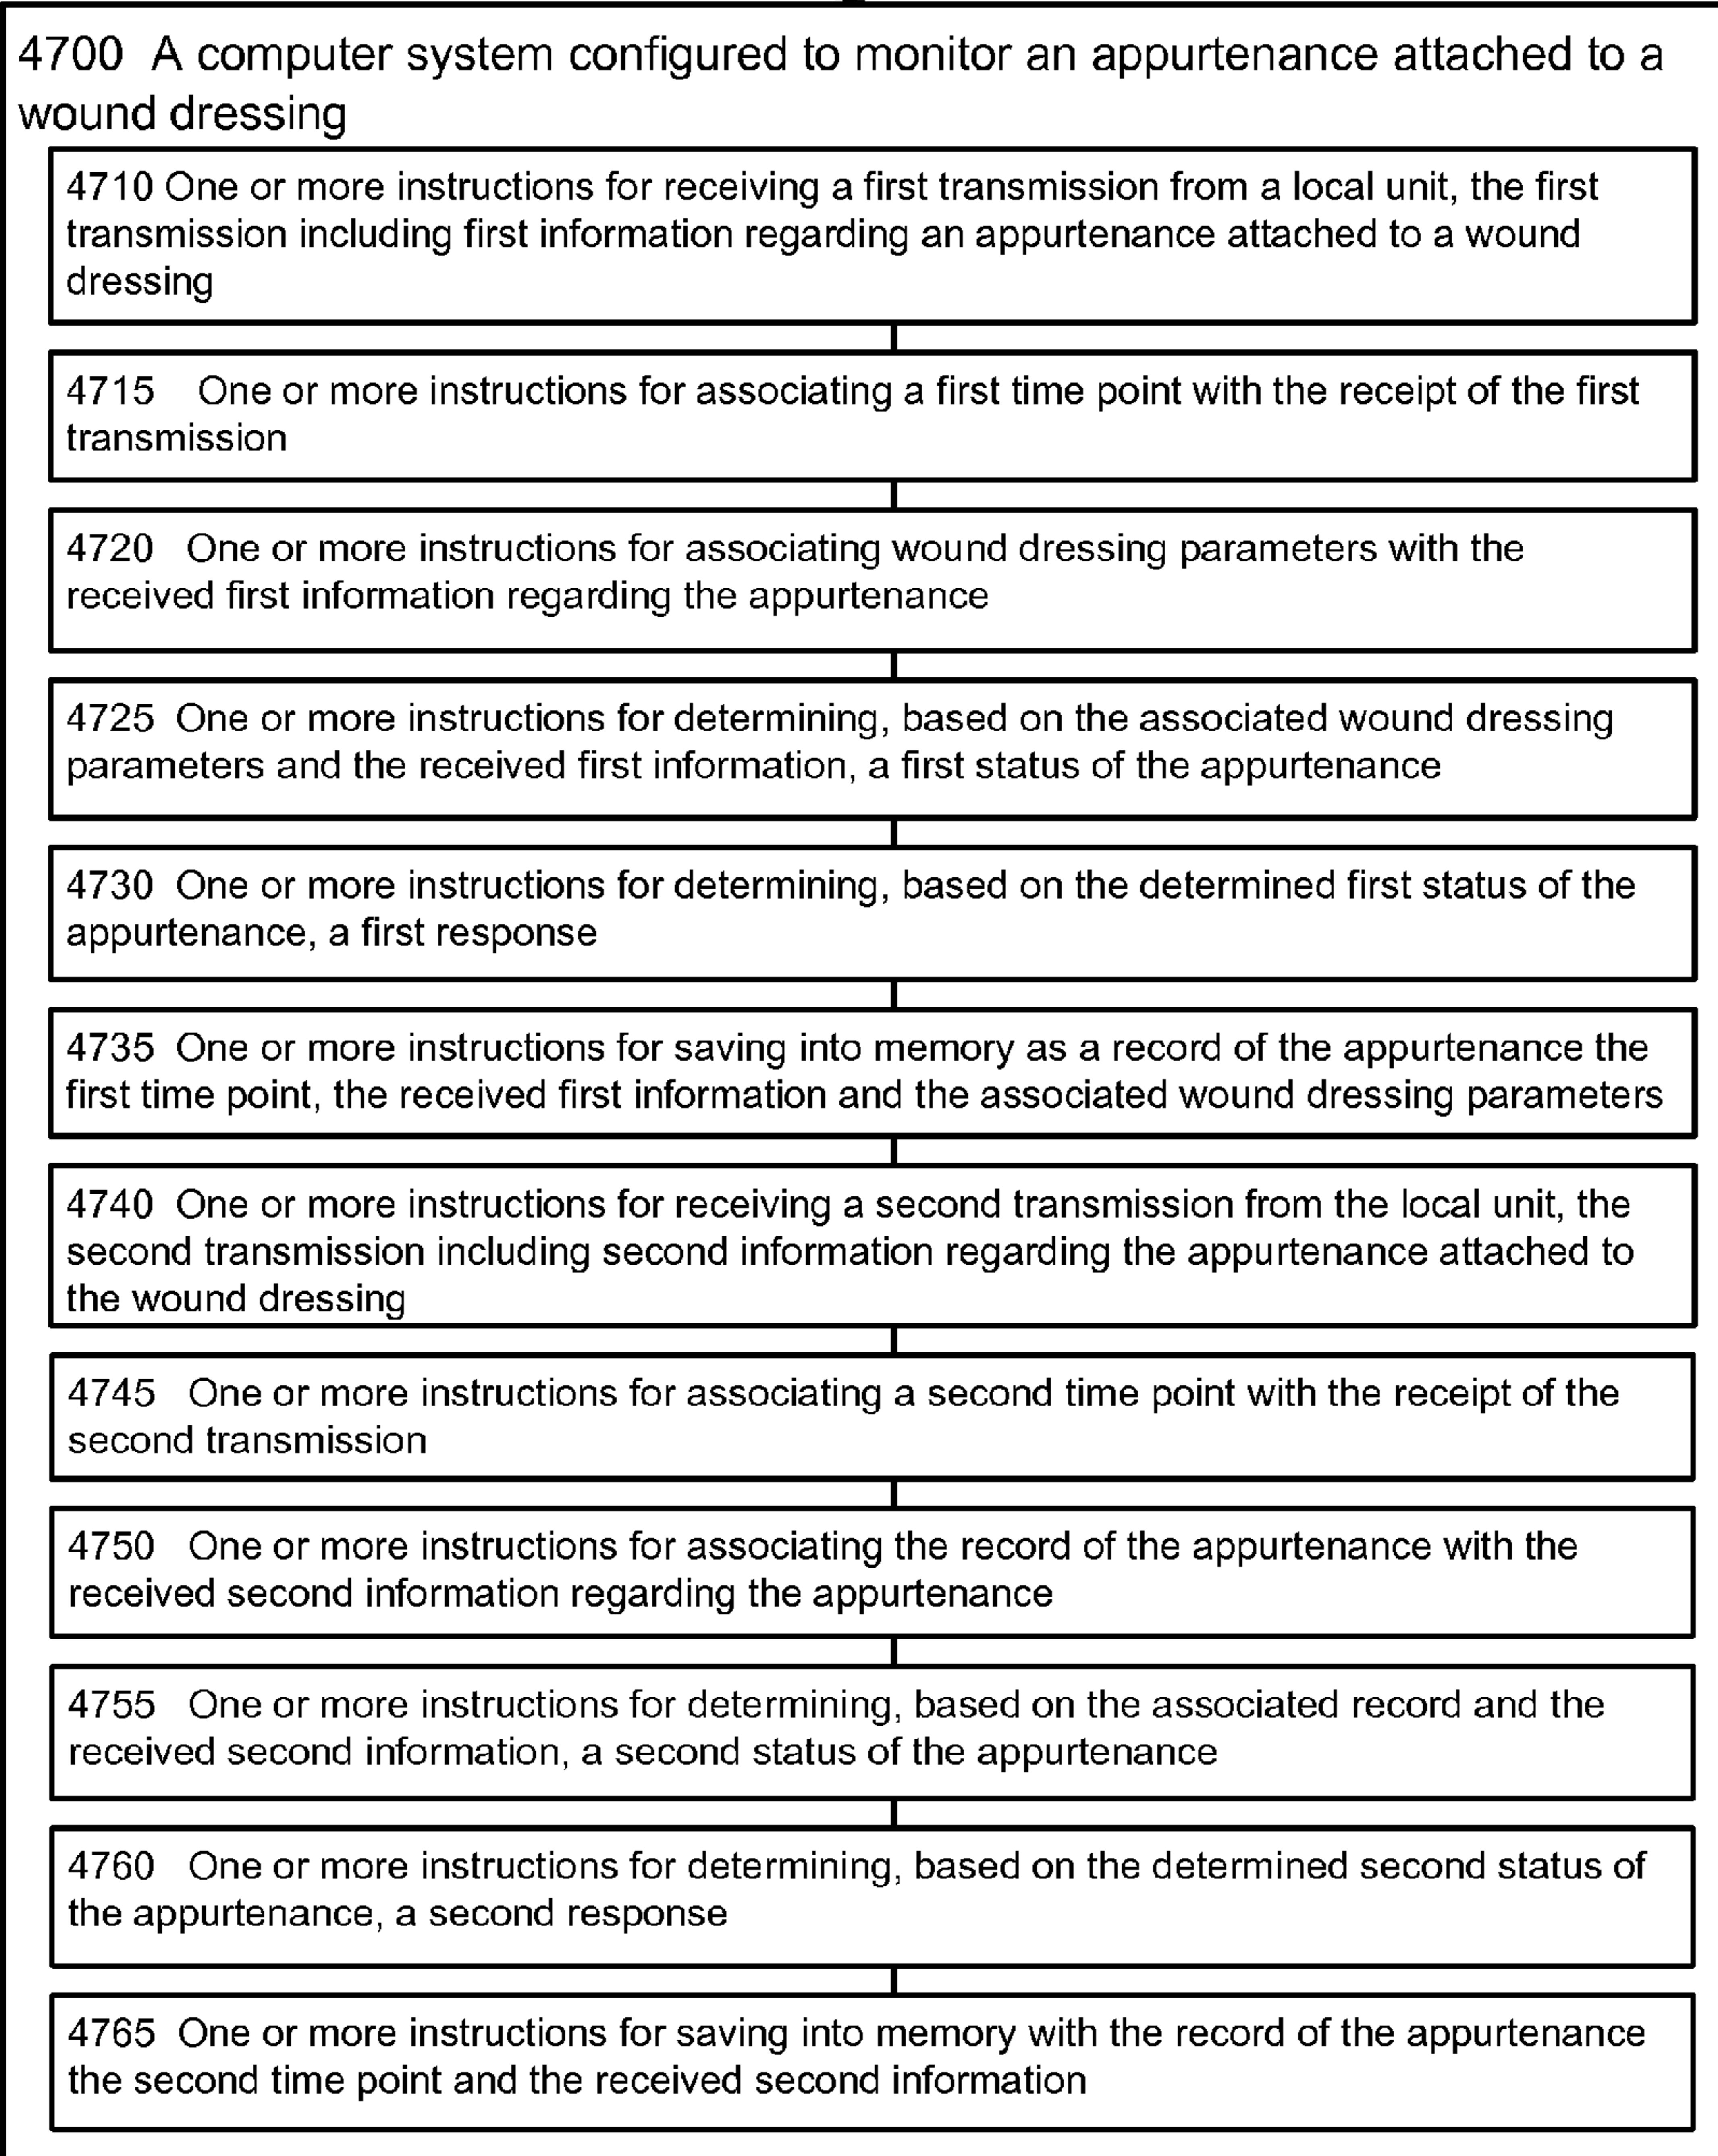 4700 A computer system configured to monitor an appurtenance attached to a
wound dressing
4710 One or more instructions for receiving a first transmission from a local unit, the first
transmission including first information regarding an appurtenance attached to a wound
dressing
4715 One or more instructions for associating a first time point with the receipt of the first
transmission
4720 One or more instructions for associating wound dressing parameters with the
received first information regarding the appurtenance
4725 One or more instructions for determining, based on the associated wound dressing
parameters and the received first information, a first status of the appurtenance
4730 One or more instructions for determining, based on the determined first status of the
appurtenance, a first response
4735 One or more instructions for saving into memory as a record of the appurtenance the
first time point, the received first information and the associated wound dressing parameters
4740 One or more instructions for receiving a second transmission from the local unit, the
second transmission including second information regarding the appurtenance attached to
the wound dressing
4745 One or more instructions for associating a second time point with the receipt of the
second transmission
4750 One or more instructions for associating the record of the appurtenance with the
received second information regarding the appurtenance
4755 One or more instructions for determining, based on the associated record and the
received second information, a second status of the appurtenance
4760 One or more instructions for determining, based on the determined second status of
the appurtenance, a second response
4765 One or more instructions for saving into memory with the record of the appurtenance
the second time point and the received second information